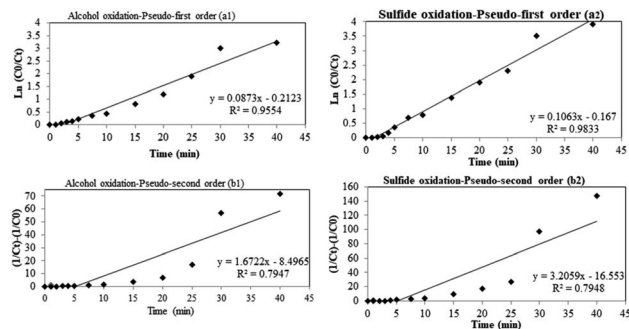 Alcohol oxidation-Pseudo-first order (a1)
4
3.5
3
2.5
2
1.5
1
0.5
0
Ln (C0/Ct)
y = 0.0873x - 0.2123
R² = 0.9554
0 5 10 15 20 25 30 35 40 45
Time (min)
Sulfide oxidation-Pseudo-first order (a2)
4
3.5
3
2.5
2
1.5
1
0.5
0
Ln (C0/Ct)
y = 0.1063x - 0.167
R² = 0.9833
0 5 10 15 20 25 30 35 40 45
Time (min)
Alcohol oxidation-Pseudo-second order (b1)
70
60
50
40
30
20
10
0
(1/Ct)-(1/C0)
y = 1.6722x - 8.4965
R² = 0.7947
0 5 10 15 20 25 30 35 40 45
Time (min)
Sulfide oxidation-Pseudo-second order (b2)
160
140
120
100
80
60
40
20
0
(1/Ct)-(1/C0)
y = 3.2059x - 16.553
R² = 0.7948
0 5 10 15 20 25 30 35 40 45
Time (min)